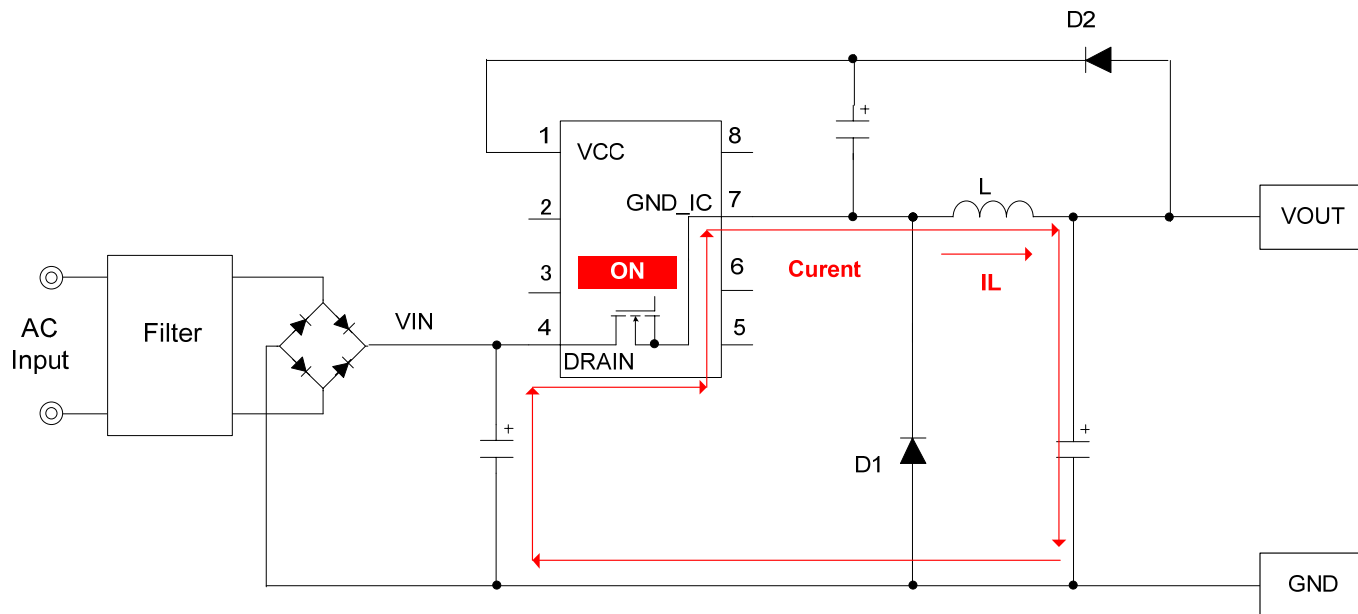 D2
1
8
VCC
L
7
GND_IC
2
VOUT
ON
6
Curent
IL
3
AC
Input
Filter
VIN
4
5
DRAIN
+
+
+
D1
GND